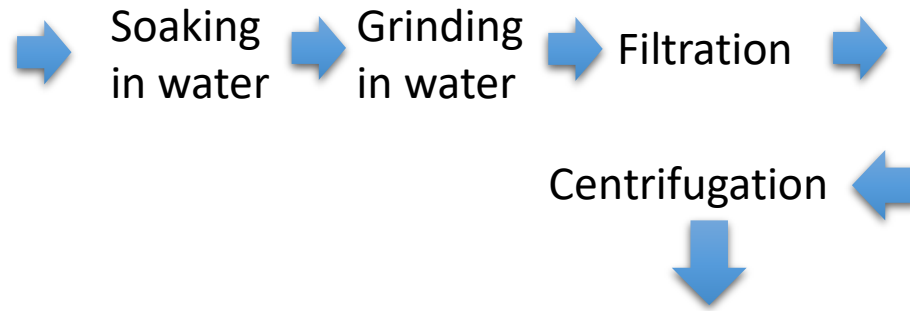 Soaking
in water
Grinding
in water
Filtration
Centrifugation